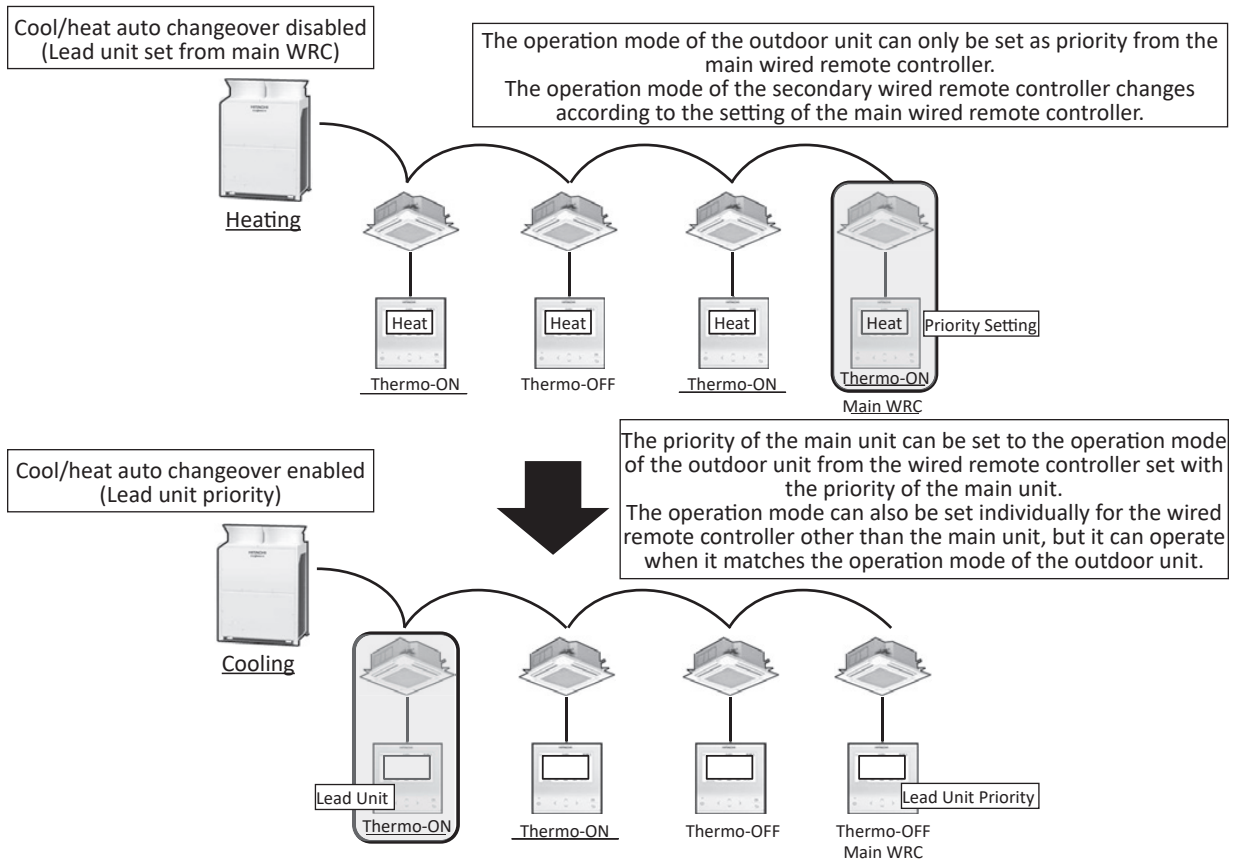 Cool/heat auto changeover disabled
(Lead unit set from main WRC)
The operation mode of the outdoor unit can only be set as priority from the
main wired remote controller.
The operation mode of the secondary wired remote controller changes
according to the setting of the main wired remote controller.
HITACHI
Heating
Heat
Heat
Heat
Heat
Priority Setting
Thermo-ON
Thermo-OFF
Thermo-ON
Thermo-ON
Main WRC
Cool/heat auto changeover enabled
(Lead unit priority)
The priority of the main unit can be set to the operation mode
of the outdoor unit from the wired remote controller set with
the priority of the main unit.
The operation mode can also be set individually for the wired
remote controller other than the main unit, but it can operate
when it matches the operation mode of the outdoor unit.
HITACHI
Cooling
Lead Unit
Lead Unit Priority
Thermo-ON
Thermo-ON
Thermo-OFF
Thermo-OFF
Main WRC